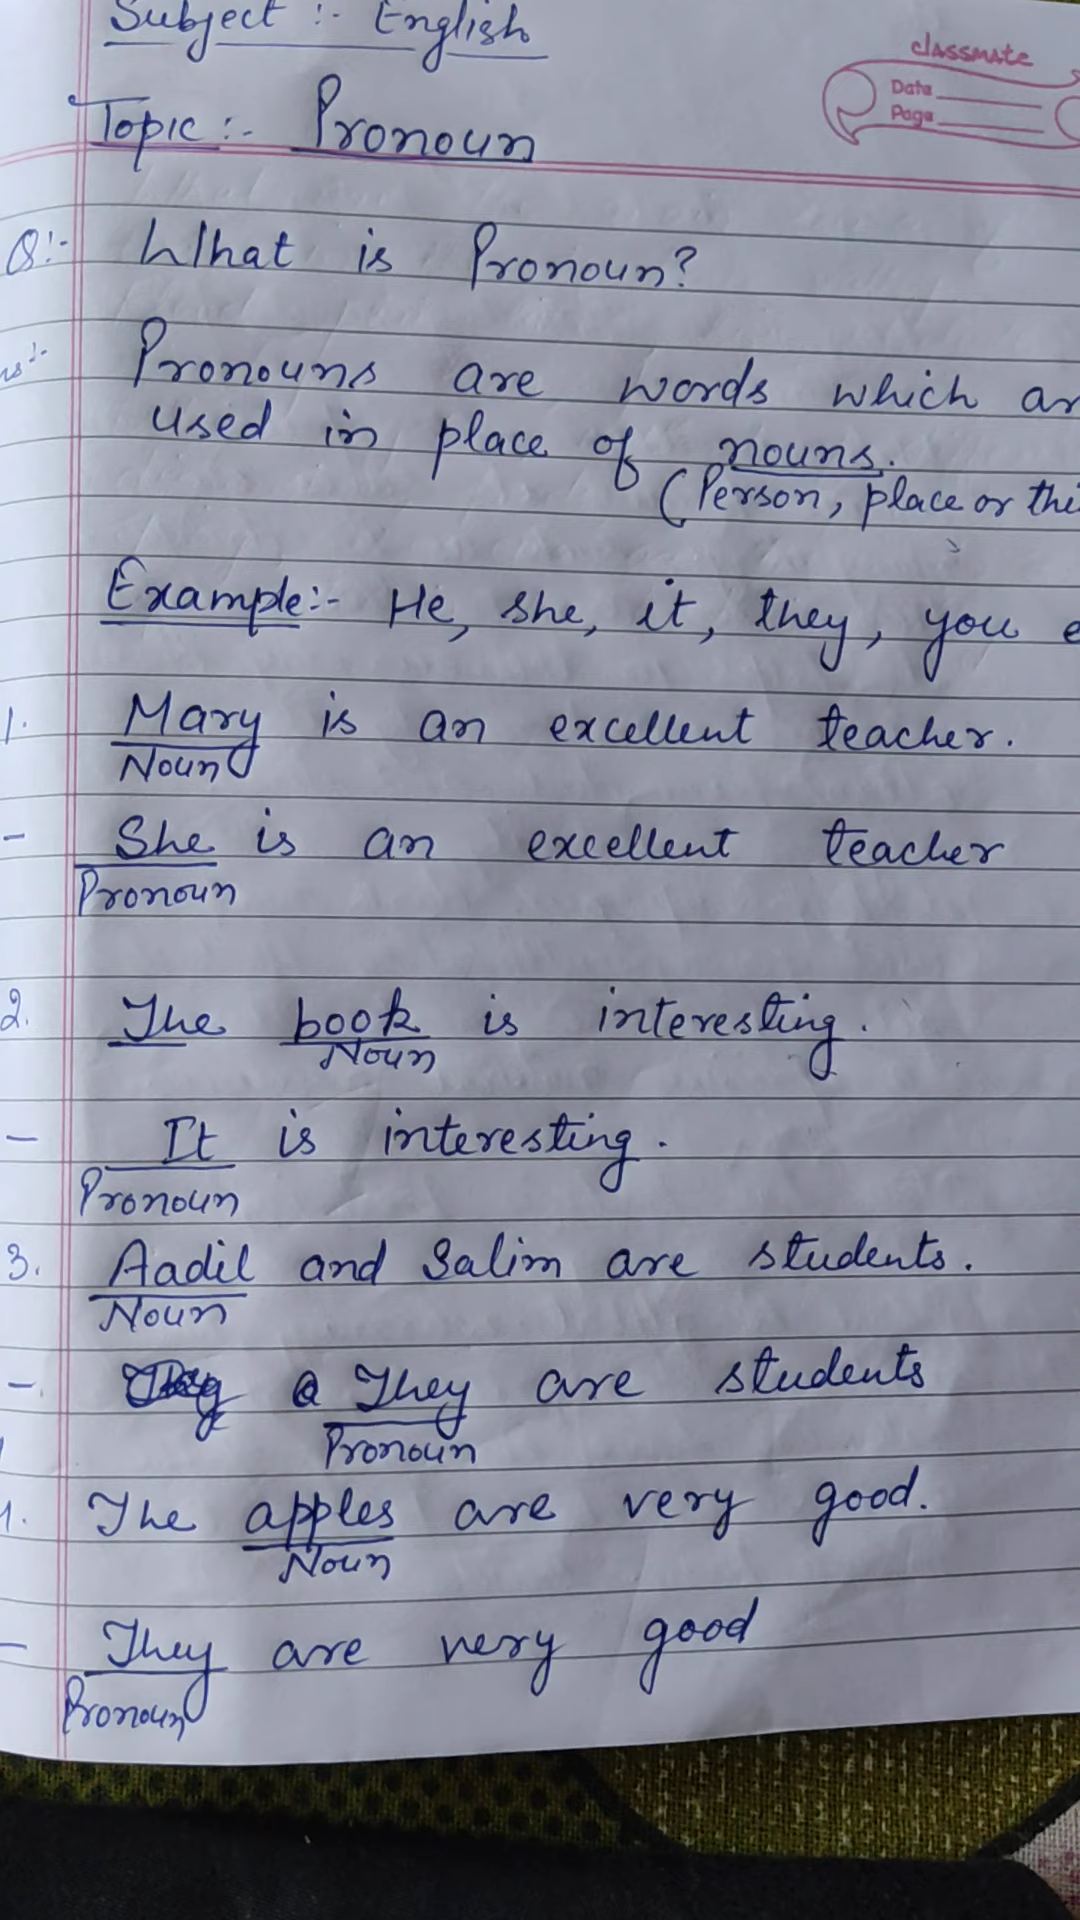 Subject :- English
classmate
Date
Page
Topic :- Pronoun
Q:- What is Pronoun?
Pronouns are words which
used in place of nouns.
(Person, place or
Example:- He, she, it, they, you
1. Mary is an excellent teacher.
Noun
- She is an excellent teacher
Pronoun
2. The book is interesting.
Noun
- It is interesting.
Pronoun
3. Aadil and Salim are students.
Noun
- They are students
Pronoun
The apples are very good.
Noun
- They are very good
Pronoun